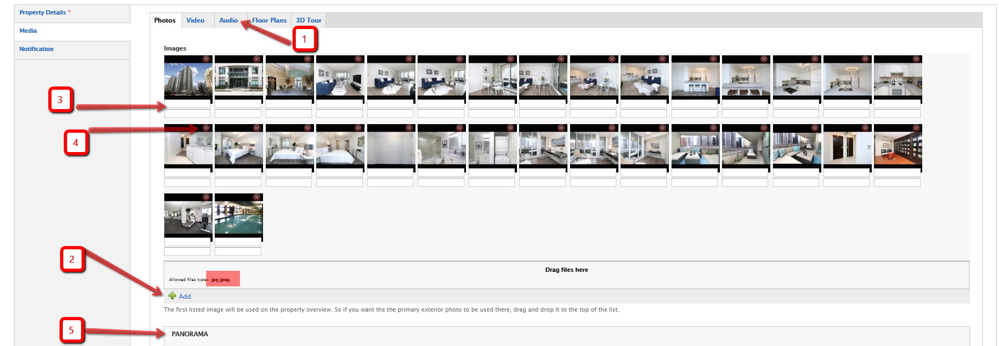 Property Details *
Media
Notification
Photos Video Audio Floor Plans 3D Tour
1
Images
3
4
2
Drag files here
Allowed files types: jpg jpeg.
Add
The first listed image will be used on the property overview. So if you want the the primary exterior photo to be used there, drag and drop it to the top of the list.
5
PANORAMA